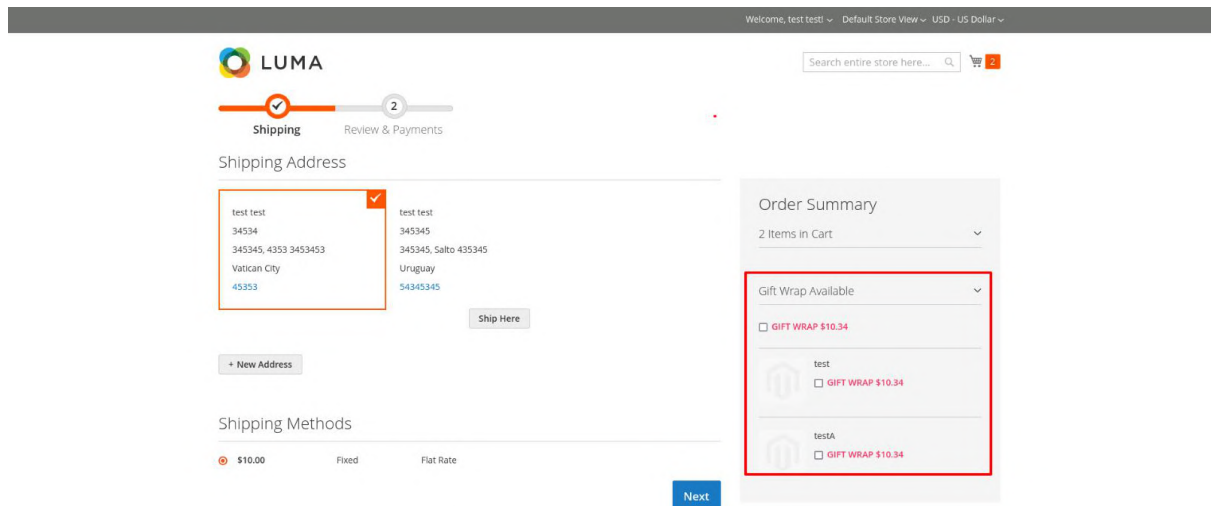 Welcome, test test! Default Store View USD - US Dollar
LUMA
Search entire store here... 2
2
Shipping Review & Payments
Shipping Address
test test
34534
345345, 4353 3453453
Vatican City
45353
test test
345345
345345, Salto 435345
Uruguay
54345345
Ship Here
+ New Address
Shipping Methods
$10.00 Fixed Flat Rate
Next
Order Summary
2 Items in Cart
Gift Wrap Available
GIFT WRAP $10.34
test
GIFT WRAP $10.34
testA
GIFT WRAP $10.34